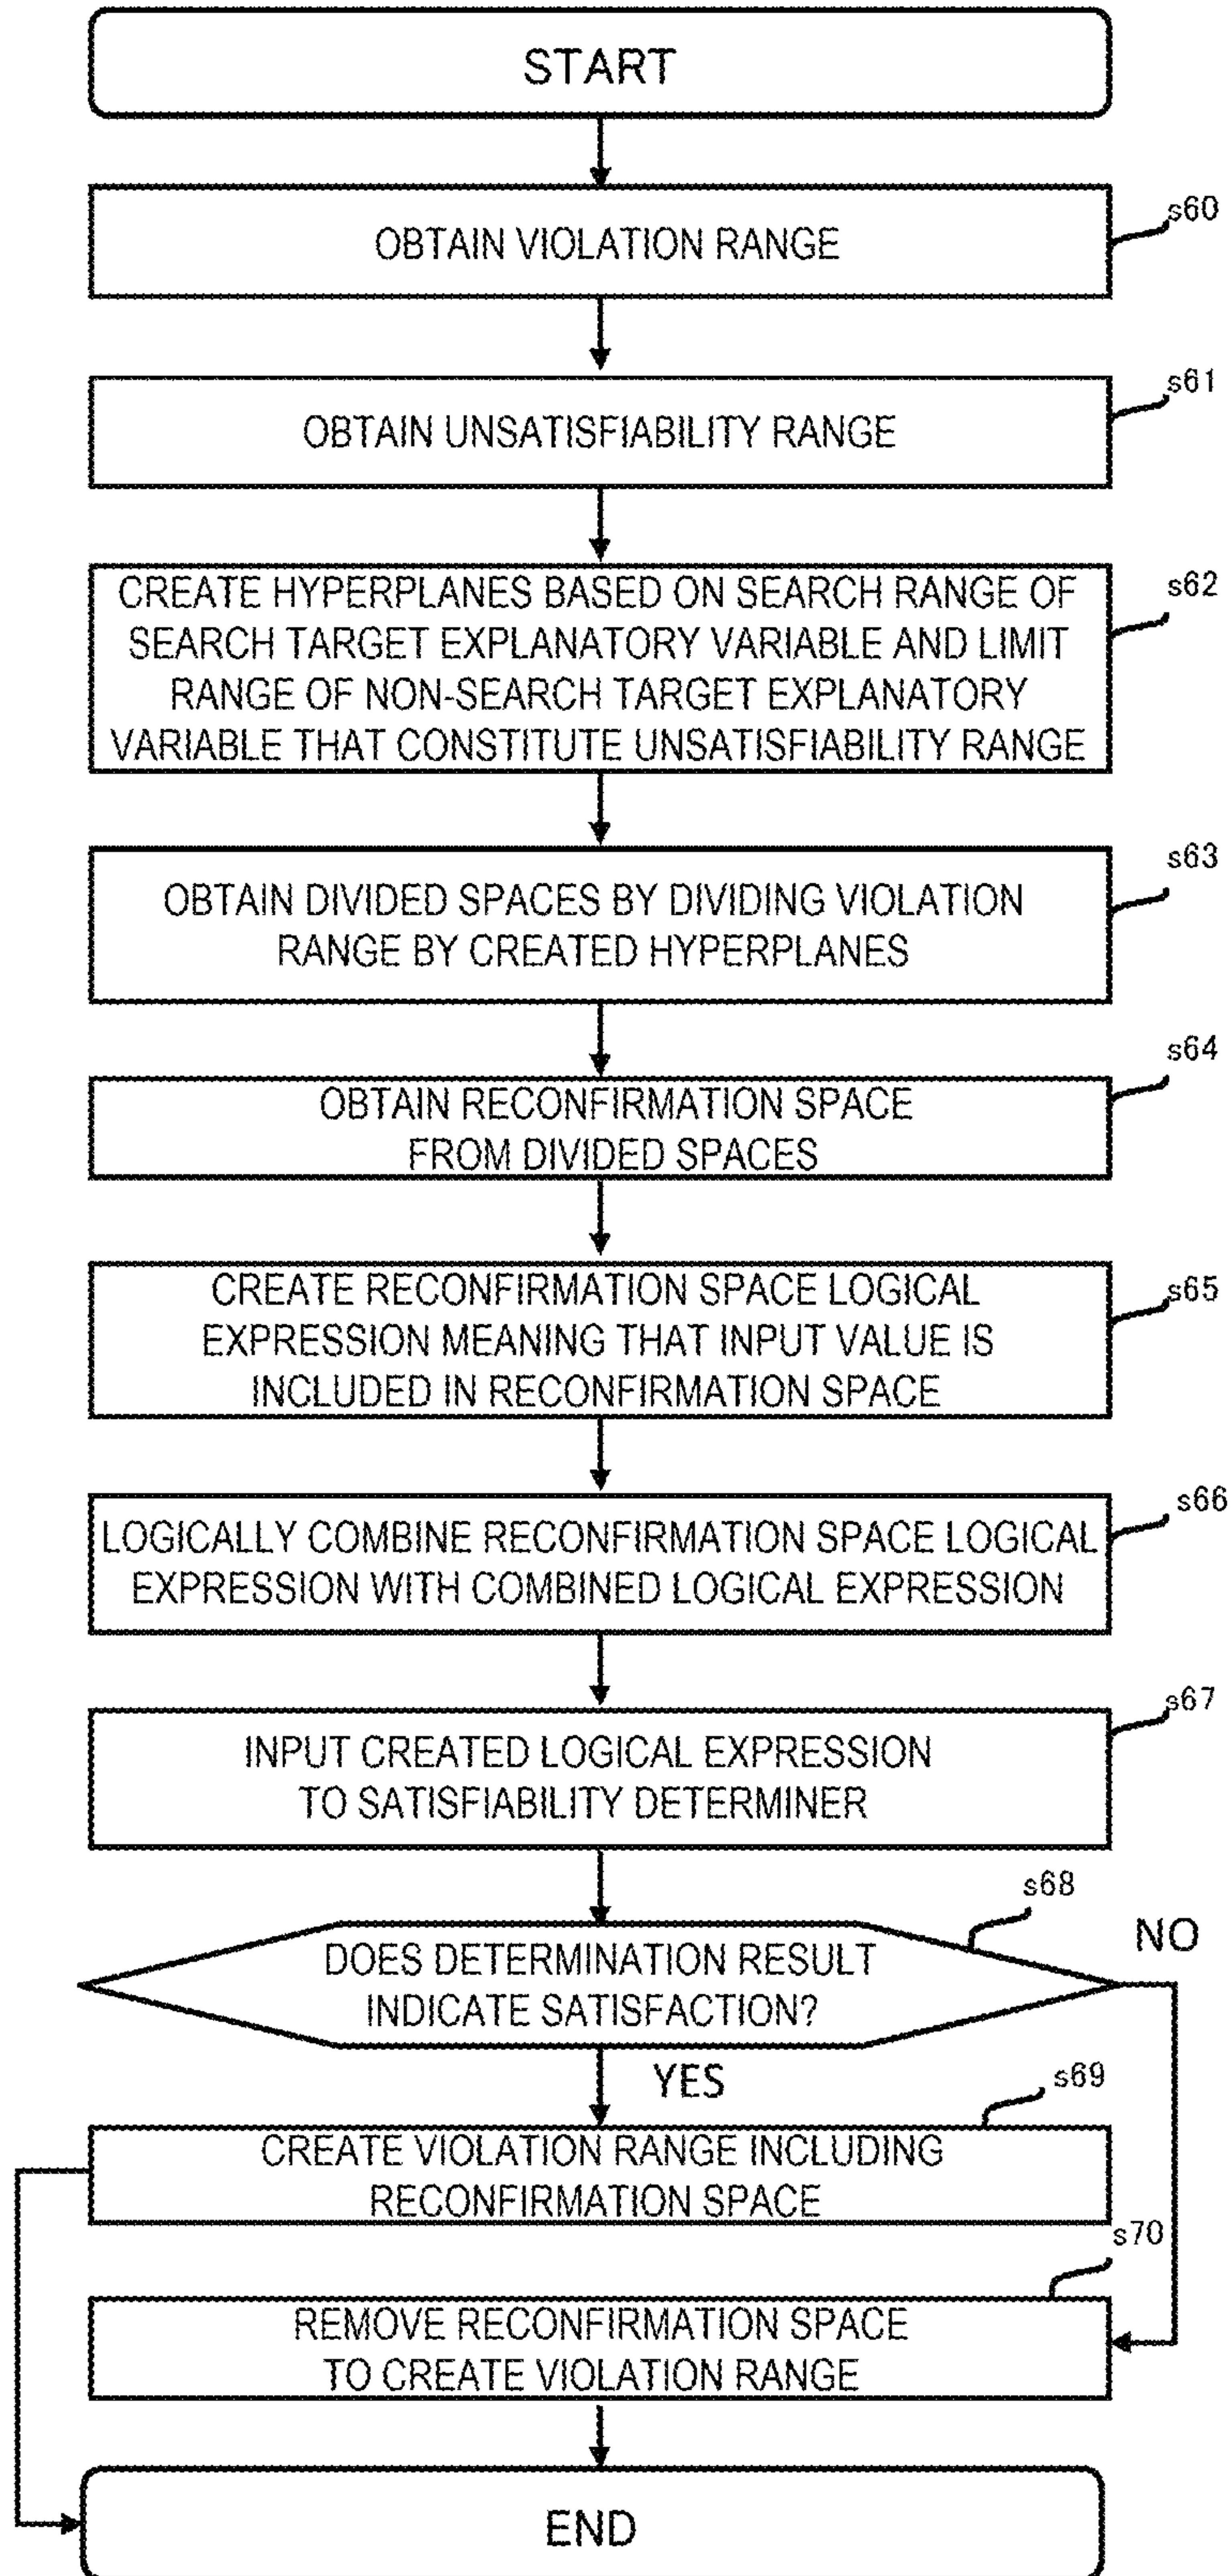 START
s60
OBTAIN VIOLATION RANGE
s61
OBTAIN UNSATISFIABILITY RANGE
s62
CREATE HYPERPLANES BASED ON SEARCH RANGE OF
SEARCH TARGET EXPLANATORY VARIABLE AND LIMIT
RANGE OF NON-SEARCH TARGET EXPLANATORY
VARIABLE THAT CONSTITUTE UNSATISFIABILITY RANGE
s63
OBTAIN DIVIDED SPACES BY DIVIDING VIOLATION
RANGE BY CREATED HYPERPLANES
s64
OBTAIN RECONFIRMATION SPACE
FROM DIVIDED SPACES
s65
CREATE RECONFIRMATION SPACE LOGICAL
EXPRESSION MEANING THAT INPUT VALUE IS
INCLUDED IN RECONFIRMATION SPACE
s66
LOGICALLY COMBINE RECONFIRMATION SPACE LOGICAL
EXPRESSION WITH COMBINED LOGICAL EXPRESSION
s67
INPUT CREATED LOGICAL EXPRESSION
TO SATISFIABILITY DETERMINER
s68
NO
DOES DETERMINATION RESULT
INDICATE SATISFACTION?
YES
s69
CREATE VIOLATION RANGE INCLUDING
RECONFIRMATION SPACE
s70
REMOVE RECONFIRMATION SPACE
TO CREATE VIOLATION RANGE
END